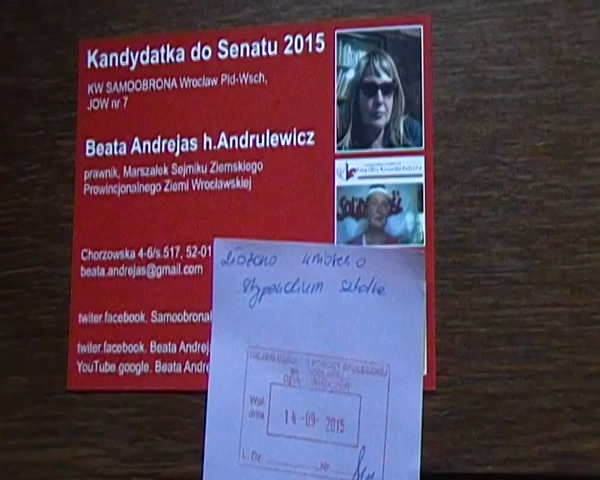 Kandydatka do Senatu 2015
KW SAMOOBRONA Wrocław Płd-Wsch,
JOW nr 7
Beata Andrejas h.Andrulewicz
prawnik, Marszałek Sejmiku Ziemskiego
Prowincjonalnego Ziemi Wrocławskiej
Chorzowska 4-6/s.517, 52-01
beata.andrejas@gmail.com
twiter.facebook. Samoobrona
twiter.facebook. Beata Andrej
YouTube.google. Beata Andre
złożono wniosek o
stypendium szkolne
Wpł.
dnia
14-09-2015
L. Dz. Nr